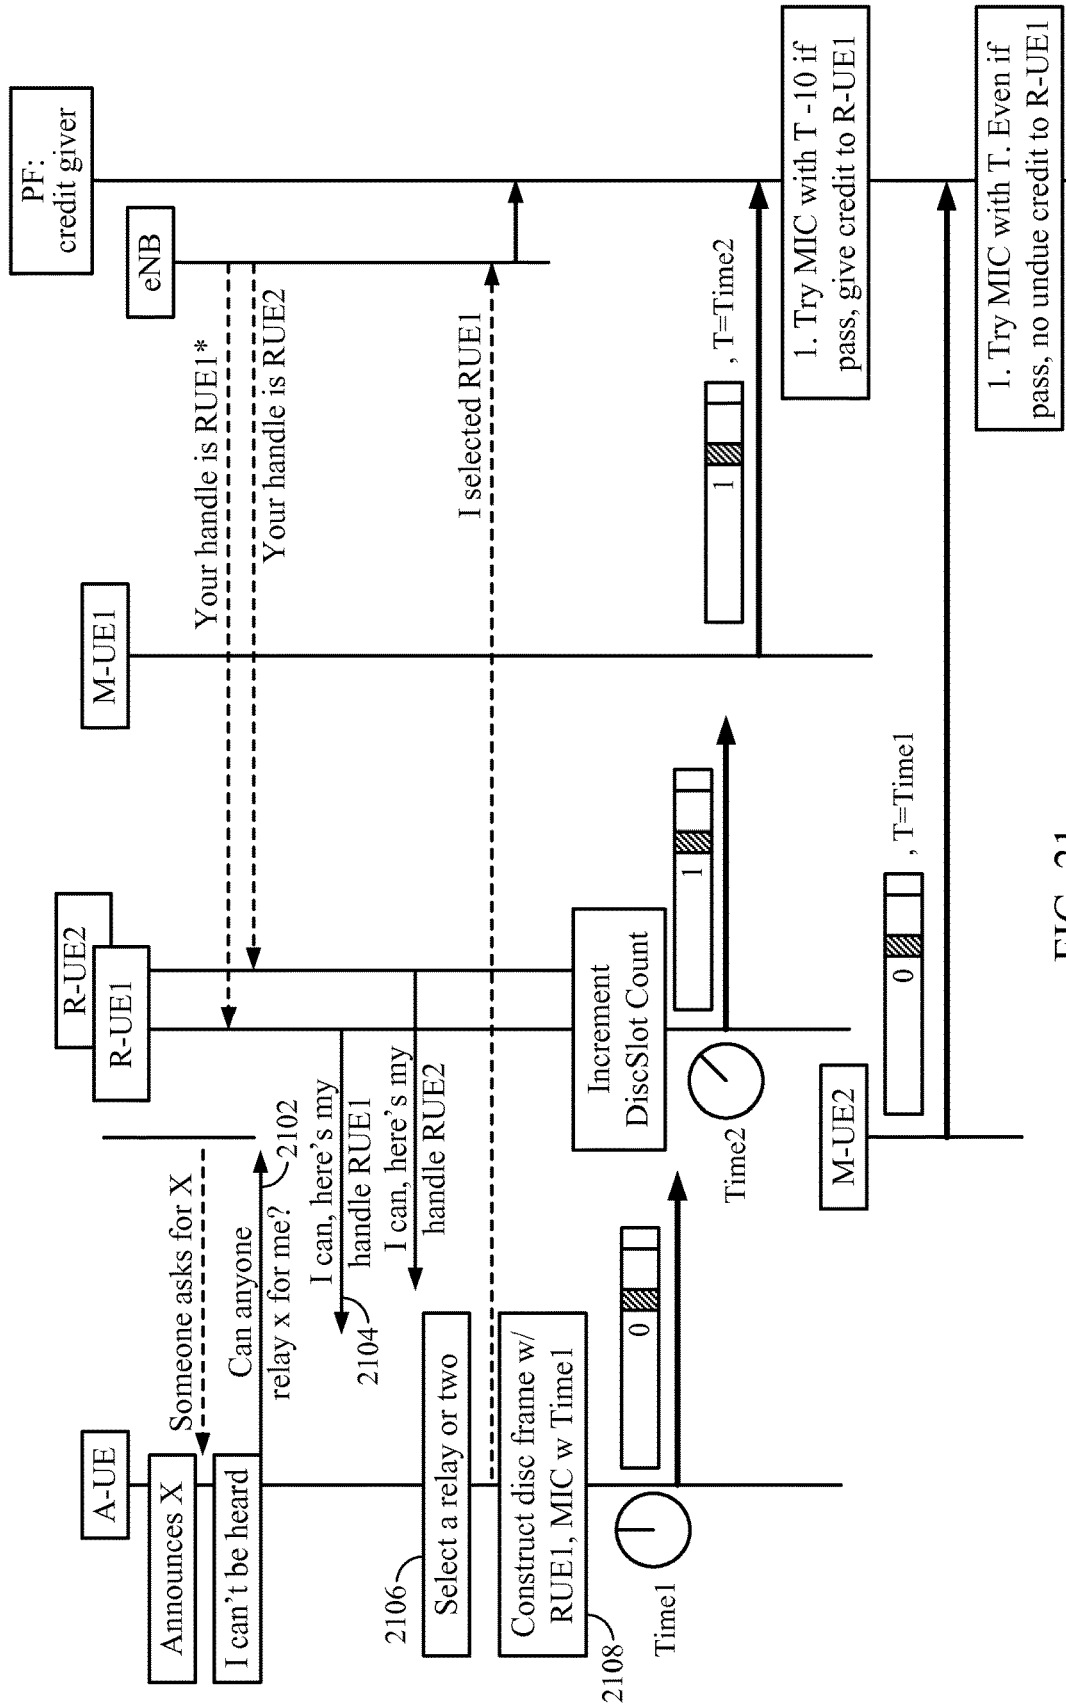 A-UE
Announces X
I can't be heard
Someone asks for X
Can anyone
relay x for me?
2102
R-UE2
R-UE1
M-UE1
eNB
PF:
credit giver
Your handle is RUE1*
Your handle is RUE2
I can, here's my
handle RUE1
2104
I can, here's my
handle RUE2
2106
Select a relay or two
I selected RUE1
Construct disc frame w/
RUE1, MIC w Time1
2108
Time1
0
Increment
DiscSlot Count
Time2
1
1
, T=Time2
1. Try MIC with T -10 if
pass, give credit to R-UE1
M-UE2
0
, T=Time1
1. Try MIC with T. Even if
pass, no undue credit to R-UE1
FIG. 21